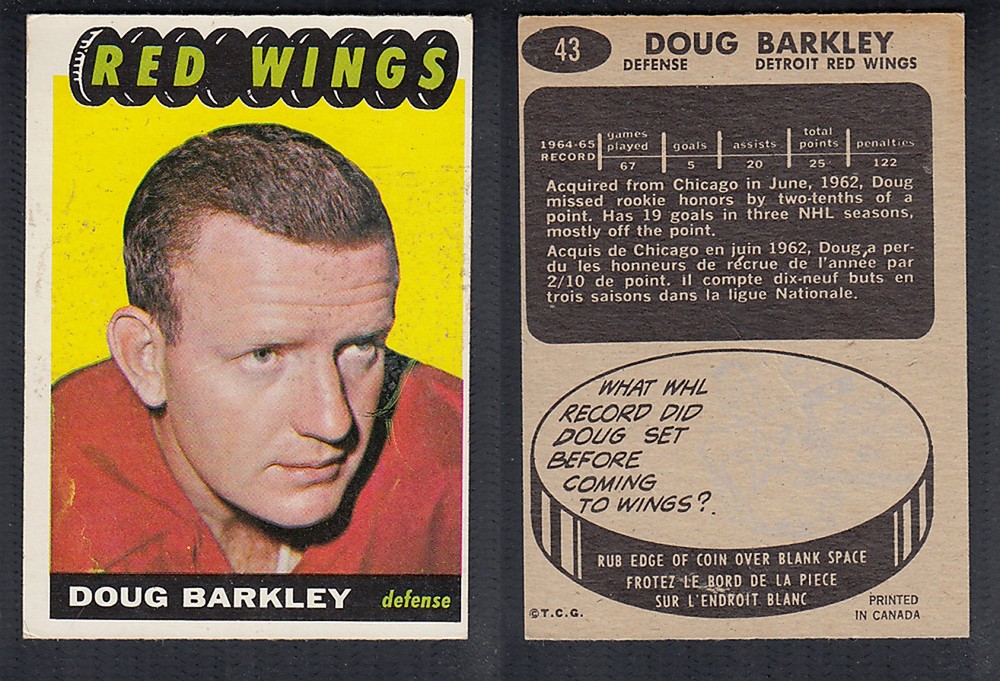 RED WINGS
DOUG BARKLEY defense
43
DOUG BARKLEY
DEFENSE DETROIT RED WINGS
1964-65 RECORD games played goals assists total points penalties
67 5 20 25 122
Acquired from Chicago in June, 1962, Doug
missed rookie honors by two-tenths of a
point. Has 19 goals in three NHL seasons,
mostly off the point.
Acquis de Chicago en juin 1962, Doug a per-
du les honneurs de récrue de l'année par
2/10 de point. il compte dix-neuf buts en
trois saisons dans la ligue Nationale.
WHAT WHL
RECORD DID
DOUG SET
BEFORE
COMING
TO WINGS?
RUB EDGE OF COIN OVER BLANK SPACE
FROTEZ LE BORD DE LA PIECE
SUR L'ENDROIT BLANC
©T.C.G.
PRINTED
IN CANADA